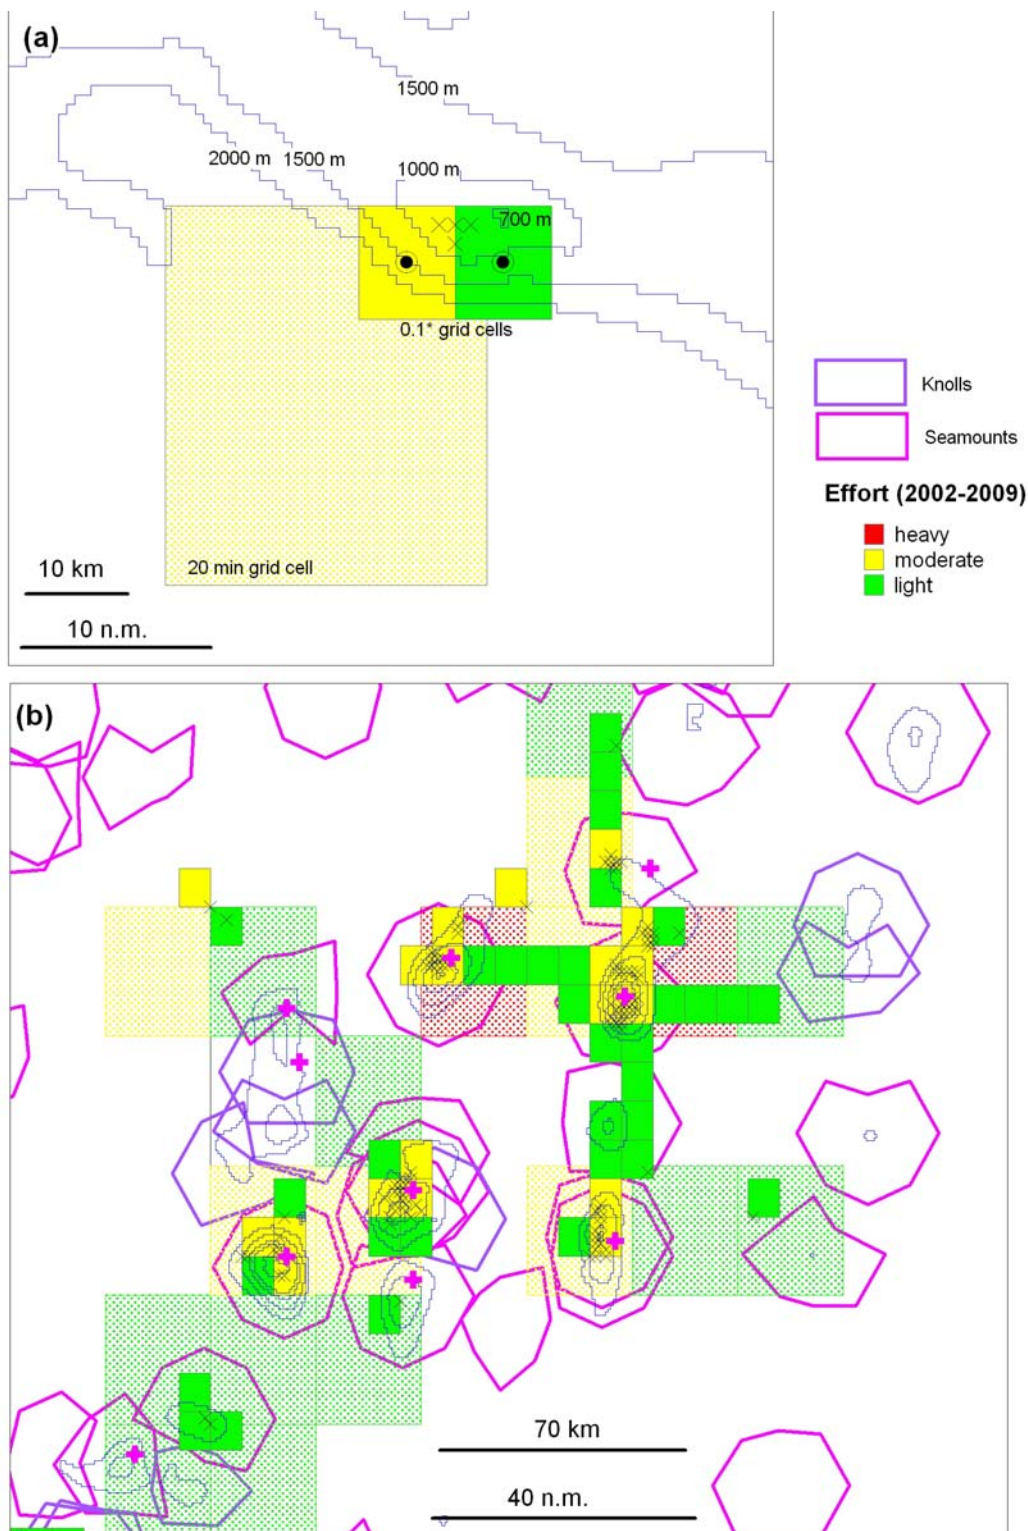 (a)
1500 m
2000 m
1500 m
1000 m
700 m
0.1* grid cells
20 min grid cell
10 km
10 n.m.
Knolls
Seamounts
Effort (2002-2009)
heavy
moderate
light
(b)
70 km
40 n.m.